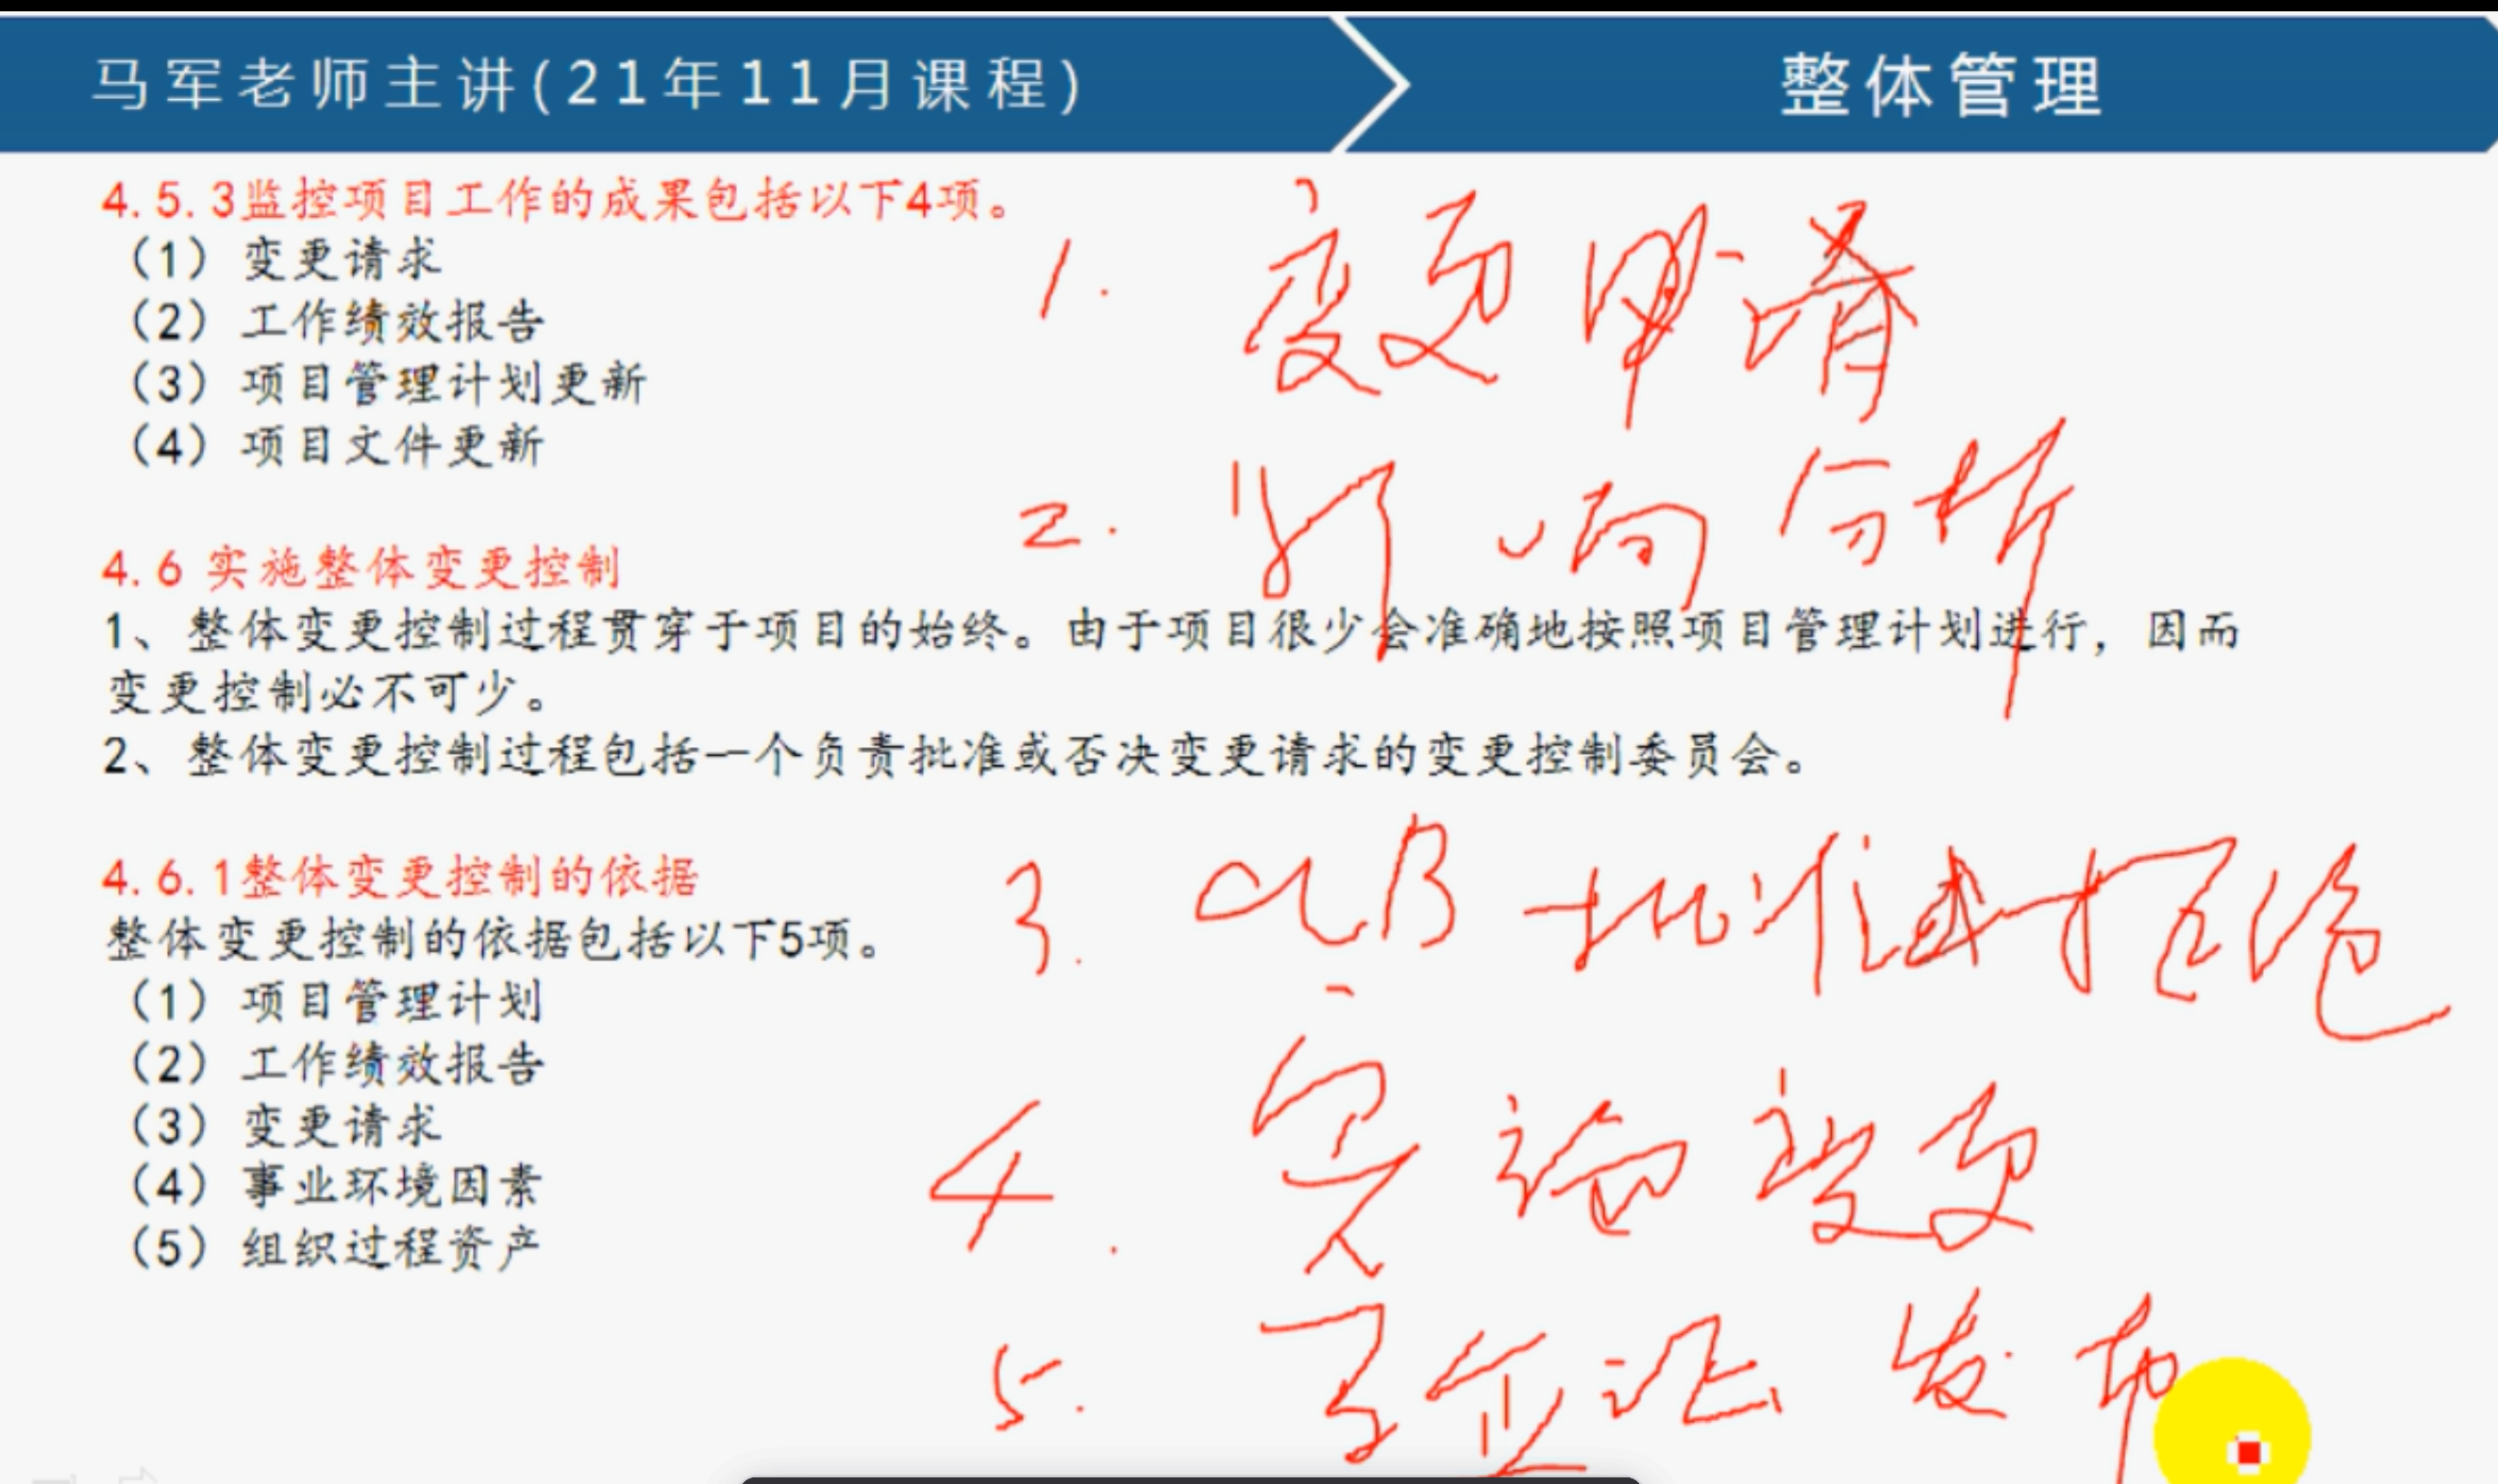 马军老师主讲(21年11月课程)
整体管理
4.5.3监控项目工作的成果包括以下4项。
（1）变更请求
（2）工作绩效报告
（3）项目管理计划更新
（4）项目文件更新
1. 变更申请
2. 影响分析
4.6 实施整体变更控制
1、整体变更控制过程贯穿于项目的始终。由于项目很少会准确地按照项目管理计划进行，因而
变更控制必不可少。
2、整体变更控制过程包括一个负责批准或否决变更请求的变更控制委员会。
4.6.1整体变更控制的依据
整体变更控制的依据包括以下5项。
（1）项目管理计划
（2）工作绩效报告
（3）变更请求
（4）事业环境因素
（5）组织过程资产
3. CCB 批准或拒绝
4. 实施变更
5. 验证 发布